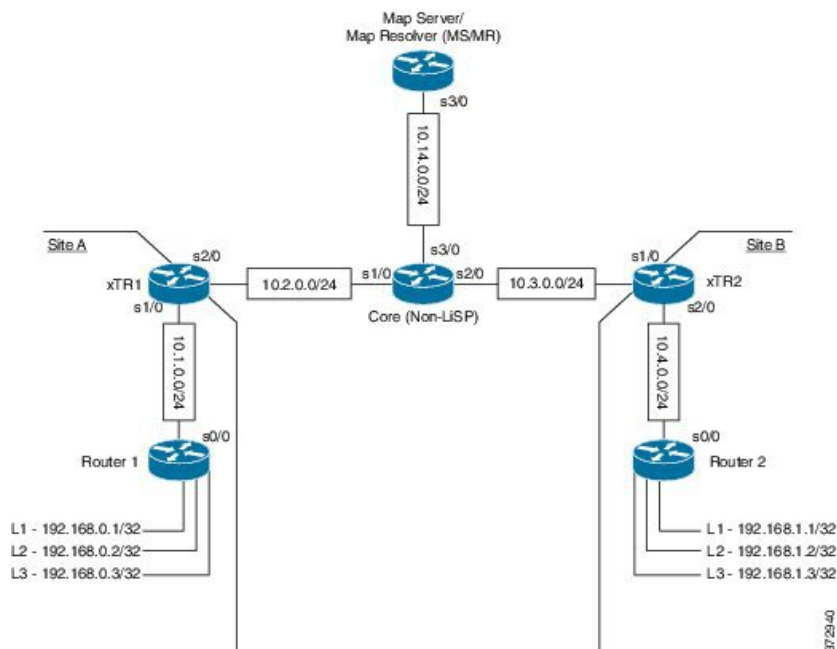 Map Server/
Map Resolver (MS/MR)
s3/0
10.14.0.0/24
s3/0
Site A
s2/0
xTR1
s1/0
10.2.0.0/24
s1/0
s2/0
Core (Non-LiSP)
10.3.0.0/24
Site B
s1/0
xTR2
s2/0
10.1.0.0/24
10.4.0.0/24
s0/0
Router 1
s0/0
Router 2
L1 - 192.168.0.1/32
L2 - 192.168.0.2/32
L3 - 192.168.0.3/32
L1 - 192.168.1.1/32
L2 - 192.168.1.2/32
L3 - 192.168.1.3/32